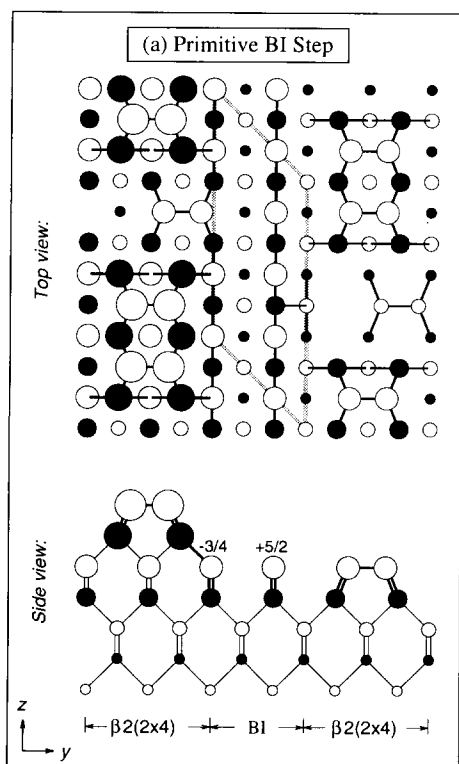 (a) Primitive BI Step
Top view:
Side view:
-3/4
+5/2
z
y
β2(2x4)
BI
β2(2x4)